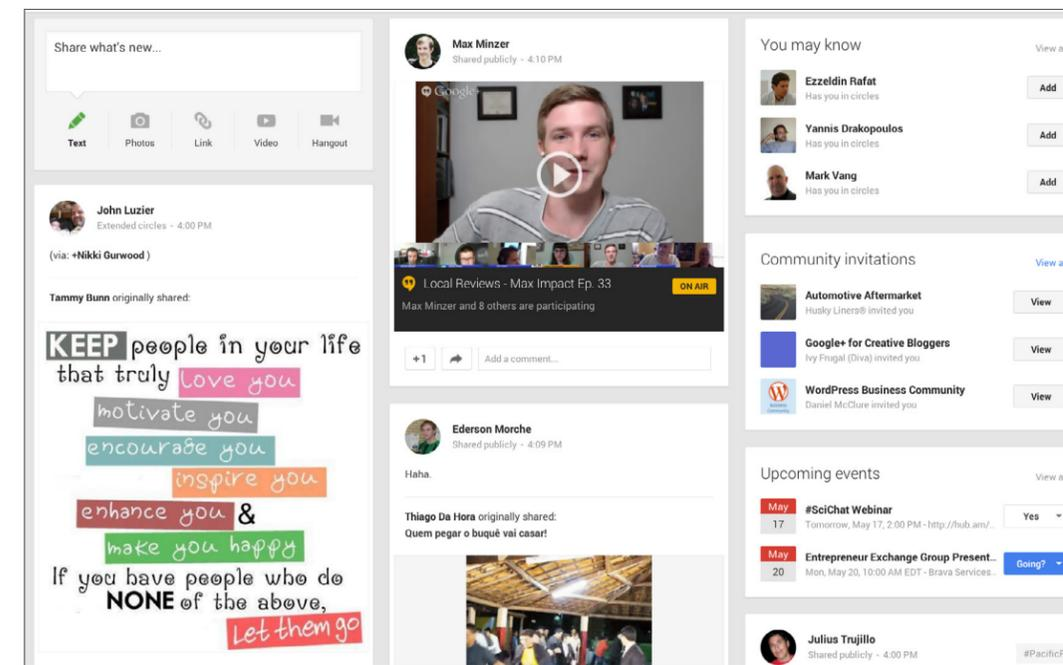 Share what's new...
Text
Photos
Link
Video
Hangout
John Luzier
Extended circles - 4:00 PM
(via: +Nikki Gurwood )
Tammy Bunn originally shared:
KEEP people in your life
that truly love you
motivate you
encourage you
inspire you
enhance you &
make you happy
If you have people who do
NONE of the above,
Let them go
Max Minzer
Shared publicly - 4:10 PM
Google+
Local Reviews - Max Impact Ep. 33
ON AIR
Max Minzer and 8 others are participating
+1
Add a comment...
Ederson Morche
Shared publicly - 4:09 PM
Haha.
Thiago Da Hora originally shared:
Quem pegar o buquê vai casar!
You may know
View a
Ezzeldin Rafat
Has you in circles
Add
Yannis Drakopoulos
Has you in circles
Add
Mark Vang
Has you in circles
Add
Community invitations
View a
Automotive Aftermarket
Husky Liners® invited you
View
Google+ for Creative Bloggers
Ivy Frugal (Diva) invited you
View
WordPress Business Community
Daniel McClure invited you
View
Upcoming events
View a
May
17
#SciChat Webinar
Tomorrow, May 17, 2:00 PM - http://hub.am/..
Yes
May
20
Entrepreneur Exchange Group Present..
Mon, May 20, 10:00 AM EDT - Brava Services..
Going?
Julius Trujillo
Shared publicly - 4:00 PM